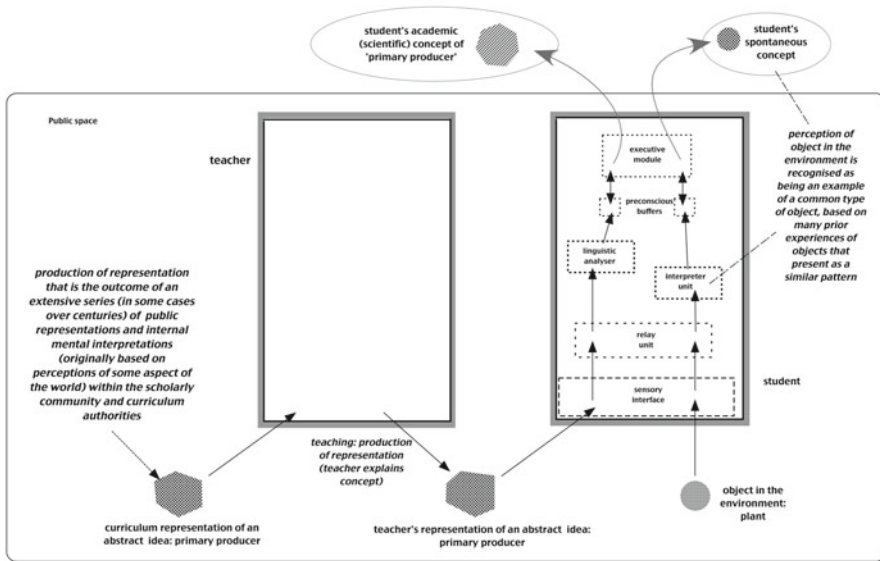 student's academic
(scientific) concept of
'primary producer'
student's
spontaneous
concept
Public space
teacher
executive
module
preconscious
buffers
linguistic
analyser
interpreter
unit
relay
unit
sensory
interface
student
perception of
object in the
environment is
recognised as
being an example
of a common type
of object, based on
many prior
experiences of
objects that
present as a
similar pattern
production of representation
that is the outcome of an
extensive series (in some cases
over centuries) of public
representations and internal
mental interpretations
(originally based on
perceptions of some aspect of
the world) within the scholarly
community and curriculum
authorities
teaching: production
of representation
(teacher explains
concept)
curriculum representation of an
abstract idea: primary producer
teacher's representation of an abstract idea:
primary producer
object in the
environment:
plant